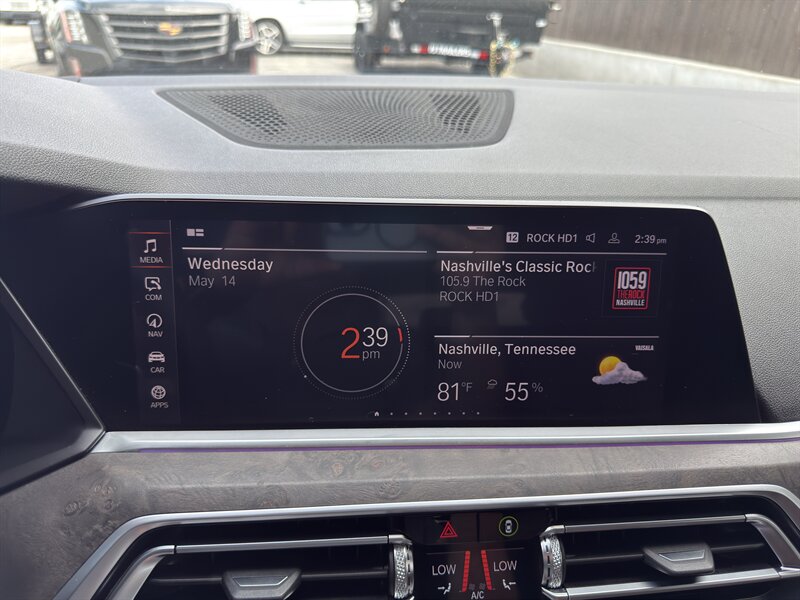 12 ROCK HD1 2:39 pm
MEDIA
COM
NAV
CAR
APPS
Wednesday
May 14
2 39 pm
Nashville's Classic Roc
105.9 The Rock
ROCK HD1
1059
THE ROCK
NASHVILLE
Nashville, Tennessee
Now
VAISALA
81°F 55%
LOW LOW
A/C